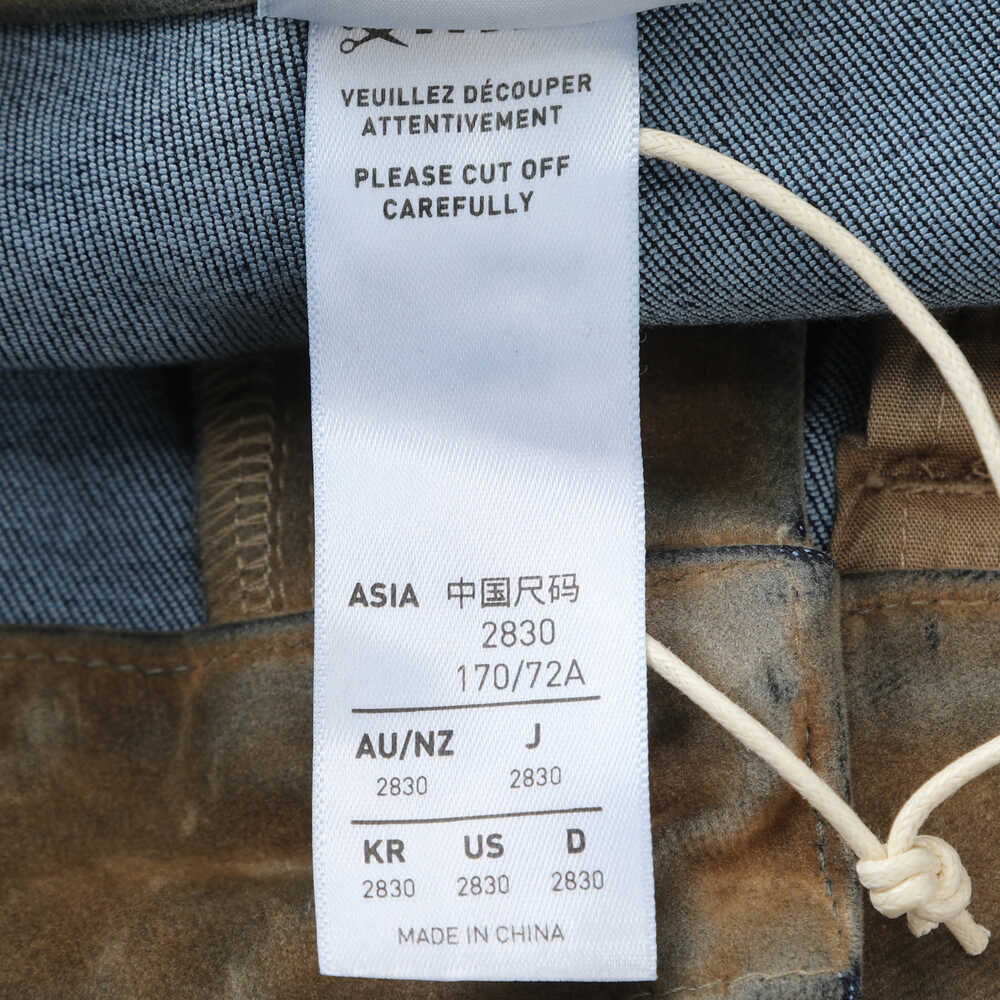 VEUILLEZ DÉCOUPER
ATTENTIVEMENT
PLEASE CUT OFF
CAREFULLY
ASIA 中国尺码
2830
170/72A
AU/NZ J
2830 2830
KR US D
2830 2830 2830
MADE IN CHINA